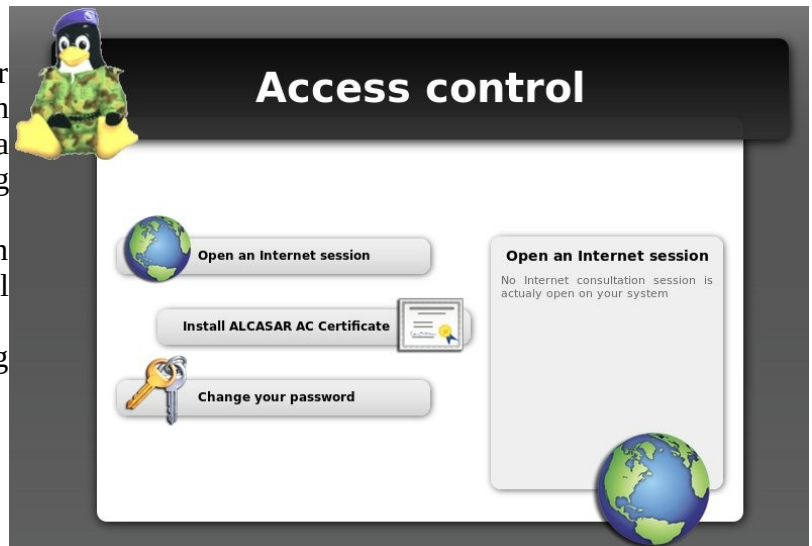 Access control
Open an Internet session
Install ALCASAR AC Certificate
Change your password
Open an Internet session
No Internet consultation session is
actualy open on your system